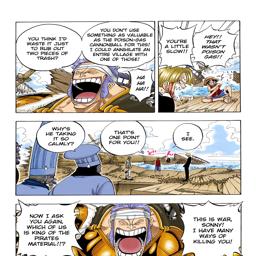 YOU THINK I'D
WASTE IT JUST
TO RUB OUT
TWO PIECES OF
TRASH?
YOU DON'T USE
SOMETHING AS VALUABLE
AS THE POISON-GAS
CANNONBALL FOR THIS!
I COULD ANNIHILATE AN
ENTIRE VILLAGE WITH
ONE OF THOSE!
HA
HA
HA!!
YOU'RE
A LITTLE
SLOW!!
HEY!!
THAT
WASN'T
POISON
GAS!!
WHY'S
HE TAKING
IT SO
CALMLY?
THAT'S
ONE POINT
FOR YOU!!
I
SEE.
NOW I ASK
YOU AGAIN,
WHICH OF US
IS KING OF
THE PIRATES
MATERIAL!?
THIS IS
WAR, SONNY!
I HAVE MANY
WAYS OF
KILLING YOU!